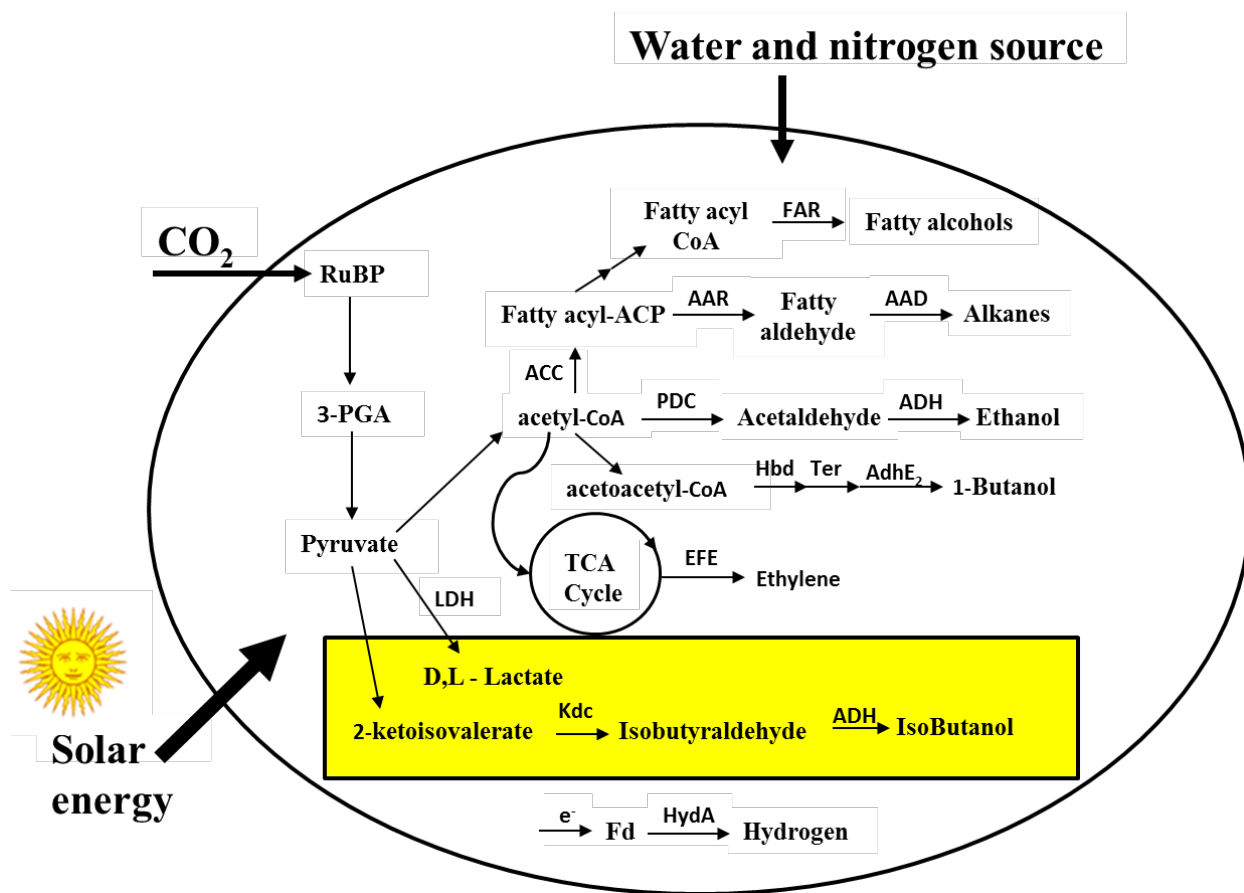 Water and nitrogen source
CO2
RuBP
3-PGA
Pyruvate
Fatty acyl
CoA
FAR
Fatty alcohols
Fatty acyl-ACP
AAR
Fatty
aldehyde
AAD
Alkanes
ACC
acetyl-CoA
PDC
Acetaldehyde
ADH
Ethanol
acetoacetyl-CoA
Hbd
Ter
AdhE2
1-Butanol
TCA
Cycle
EFE
Ethylene
LDH
D,L - Lactate
2-ketoisovalerate
Kdc
Isobutyraldehyde
ADH
IsoButanol
Solar
energy
e-
Fd
HydA
Hydrogen